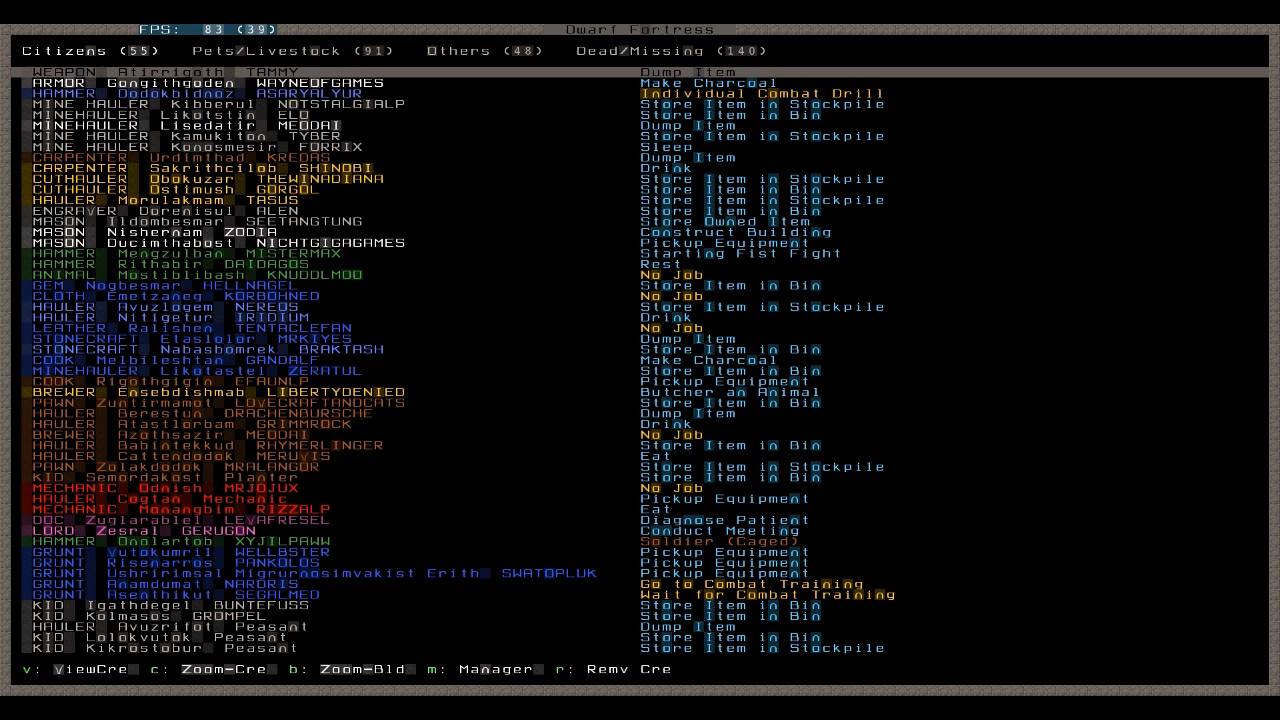 FPS: 83 (39) Dwarf Fortress
Citizens (55) Pets/Livestock (91) Others (48) Dead/Missing (140)
WEAPON Atirrigoth TAMMY Dump Item
ARMOR Gongithgoden WAYNEOFGAMES Make Charcoal
HAMMER Dodokbidnoz ASARYALYUR Individual Combat Drill
MINE HAULER Kibberul NOTSTALGIALP Store Item in Stockpile
MINEHAULER Likotstin ELO Store Item in Bin
MINEHAULER Lisedatir MEODAI Dump Item
MINE HAULER Kamukiton TYBER Store Item in Stockpile
MINE HAULER Konosmesir FORRIX Sleep
CARPENTER Urdimthad KREDAS Dump Item
CARPENTER Sakrithcilob SHINOBI Drink
CUTHAULER Obokuzar THEWINADIANA Store Item in Stockpile
CUTHAULER Ostimush GORGOL Store Item in Bin
HAULER Morulakmam TASUS Store Item in Stockpile
ENGRAVER Dorenisul ALEN Store Item in Bin
MASON Ildombesmar SEETANGTUNG Store Owned Item
MASON Nishernam ZODIA Construct Building
MASON Ducimthabost NICHTGIGAGAMES Pickup Equipment
HAMMER Mengzulban MISTERMAX Starting Fist Fight
HAMMER Rithabir DAIDAGOS Rest
ANIMAL Mostiblibash KNUDDLMOO No Job
GEM Nogbesmar HELLNAGEL Store Item in Bin
CLOTH Emetzaneg KORBOHNED No Job
HAULER Avuzlogem NEREOS Store Item in Stockpile
HAULER Nitigetur IRIDIUM Drink
LEATHER Ralishen TENTACLEFAN No Job
STONECRAFT Etaslolor MRKIYES Dump Item
STONECRAFT Nabasbomrek BRAKTASH Store Item in Bin
COOK Melbileshtan GANDALF Make Charcoal
MINEHAULER Likotastel ZERATUL Store Item in Bin
COOK Rigothgigin EFAUNLP Pickup Equipment
BREWER Ensebdishmab LIBERTYDENIED Butcher an Animal
PAWN Zuntirmamot LOVECRAFTANDCATS Store Item in Bin
HAULER Berestun DRACHENBURSCHE Dump Item
HAULER Atastlorbam GRIMMROCK Drink
BREWER Azothsazir MEODAI No Job
HAULER Babintekkud RHYMERLINGER Store Item in Bin
HAULER Cattendodok MERUVIS Eat
PAWN Zolakdodok MRALANGOR Store Item in Stockpile
KID Semordakost Planter Store Item in Bin
MECHANIC Odnish MRJOJUX No Job
HAULER Cogtan Mechanic Pickup Equipment
MECHANIC Monangbim RIZZALP Eat
DOC Zuglarablel LEVAFRESEL Diagnose Patient
LORD Zesral GERUGON Conduct Meeting
HAMMER Onolartob XYJILPAWW Soldier (Caged)
GRUNT Vutokumril WELLBSTER Pickup Equipment
GRUNT Risenarros PANKOLOS Pickup Equipment
GRUNT Ushririmsal Migrurnosimvakist Erith SWATOPLUK Pickup Equipment
GRUNT Anamdumat NARDRIS Go to Combat Training
GRUNT Asenthikut SEGALMED Wait for Combat Training
KID Igathdegel BUNTEFUSS Store Item in Bin
KID Kolmasos GROMPEL Store Item in Bin
HAULER Avuzrifot Peasant Dump Item
KID Lolokvutok Peasant Store Item in Bin
KID Kikrostobur Peasant Store Item in Stockpile
v: ViewCre c: Zoom-Cre b: Zoom-Bld m: Manager r: Remv Cre